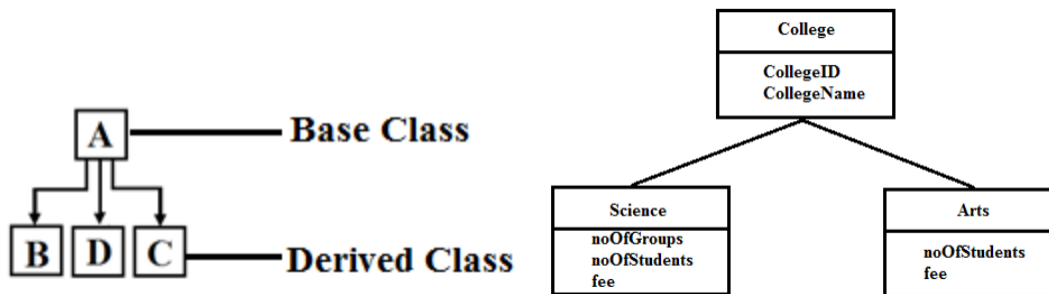 A
Base Class
B
D
C
Derived Class
College
CollegeID
CollegeName
Science
noOfGroups
noOfStudents
fee
Arts
noOfStudents
fee